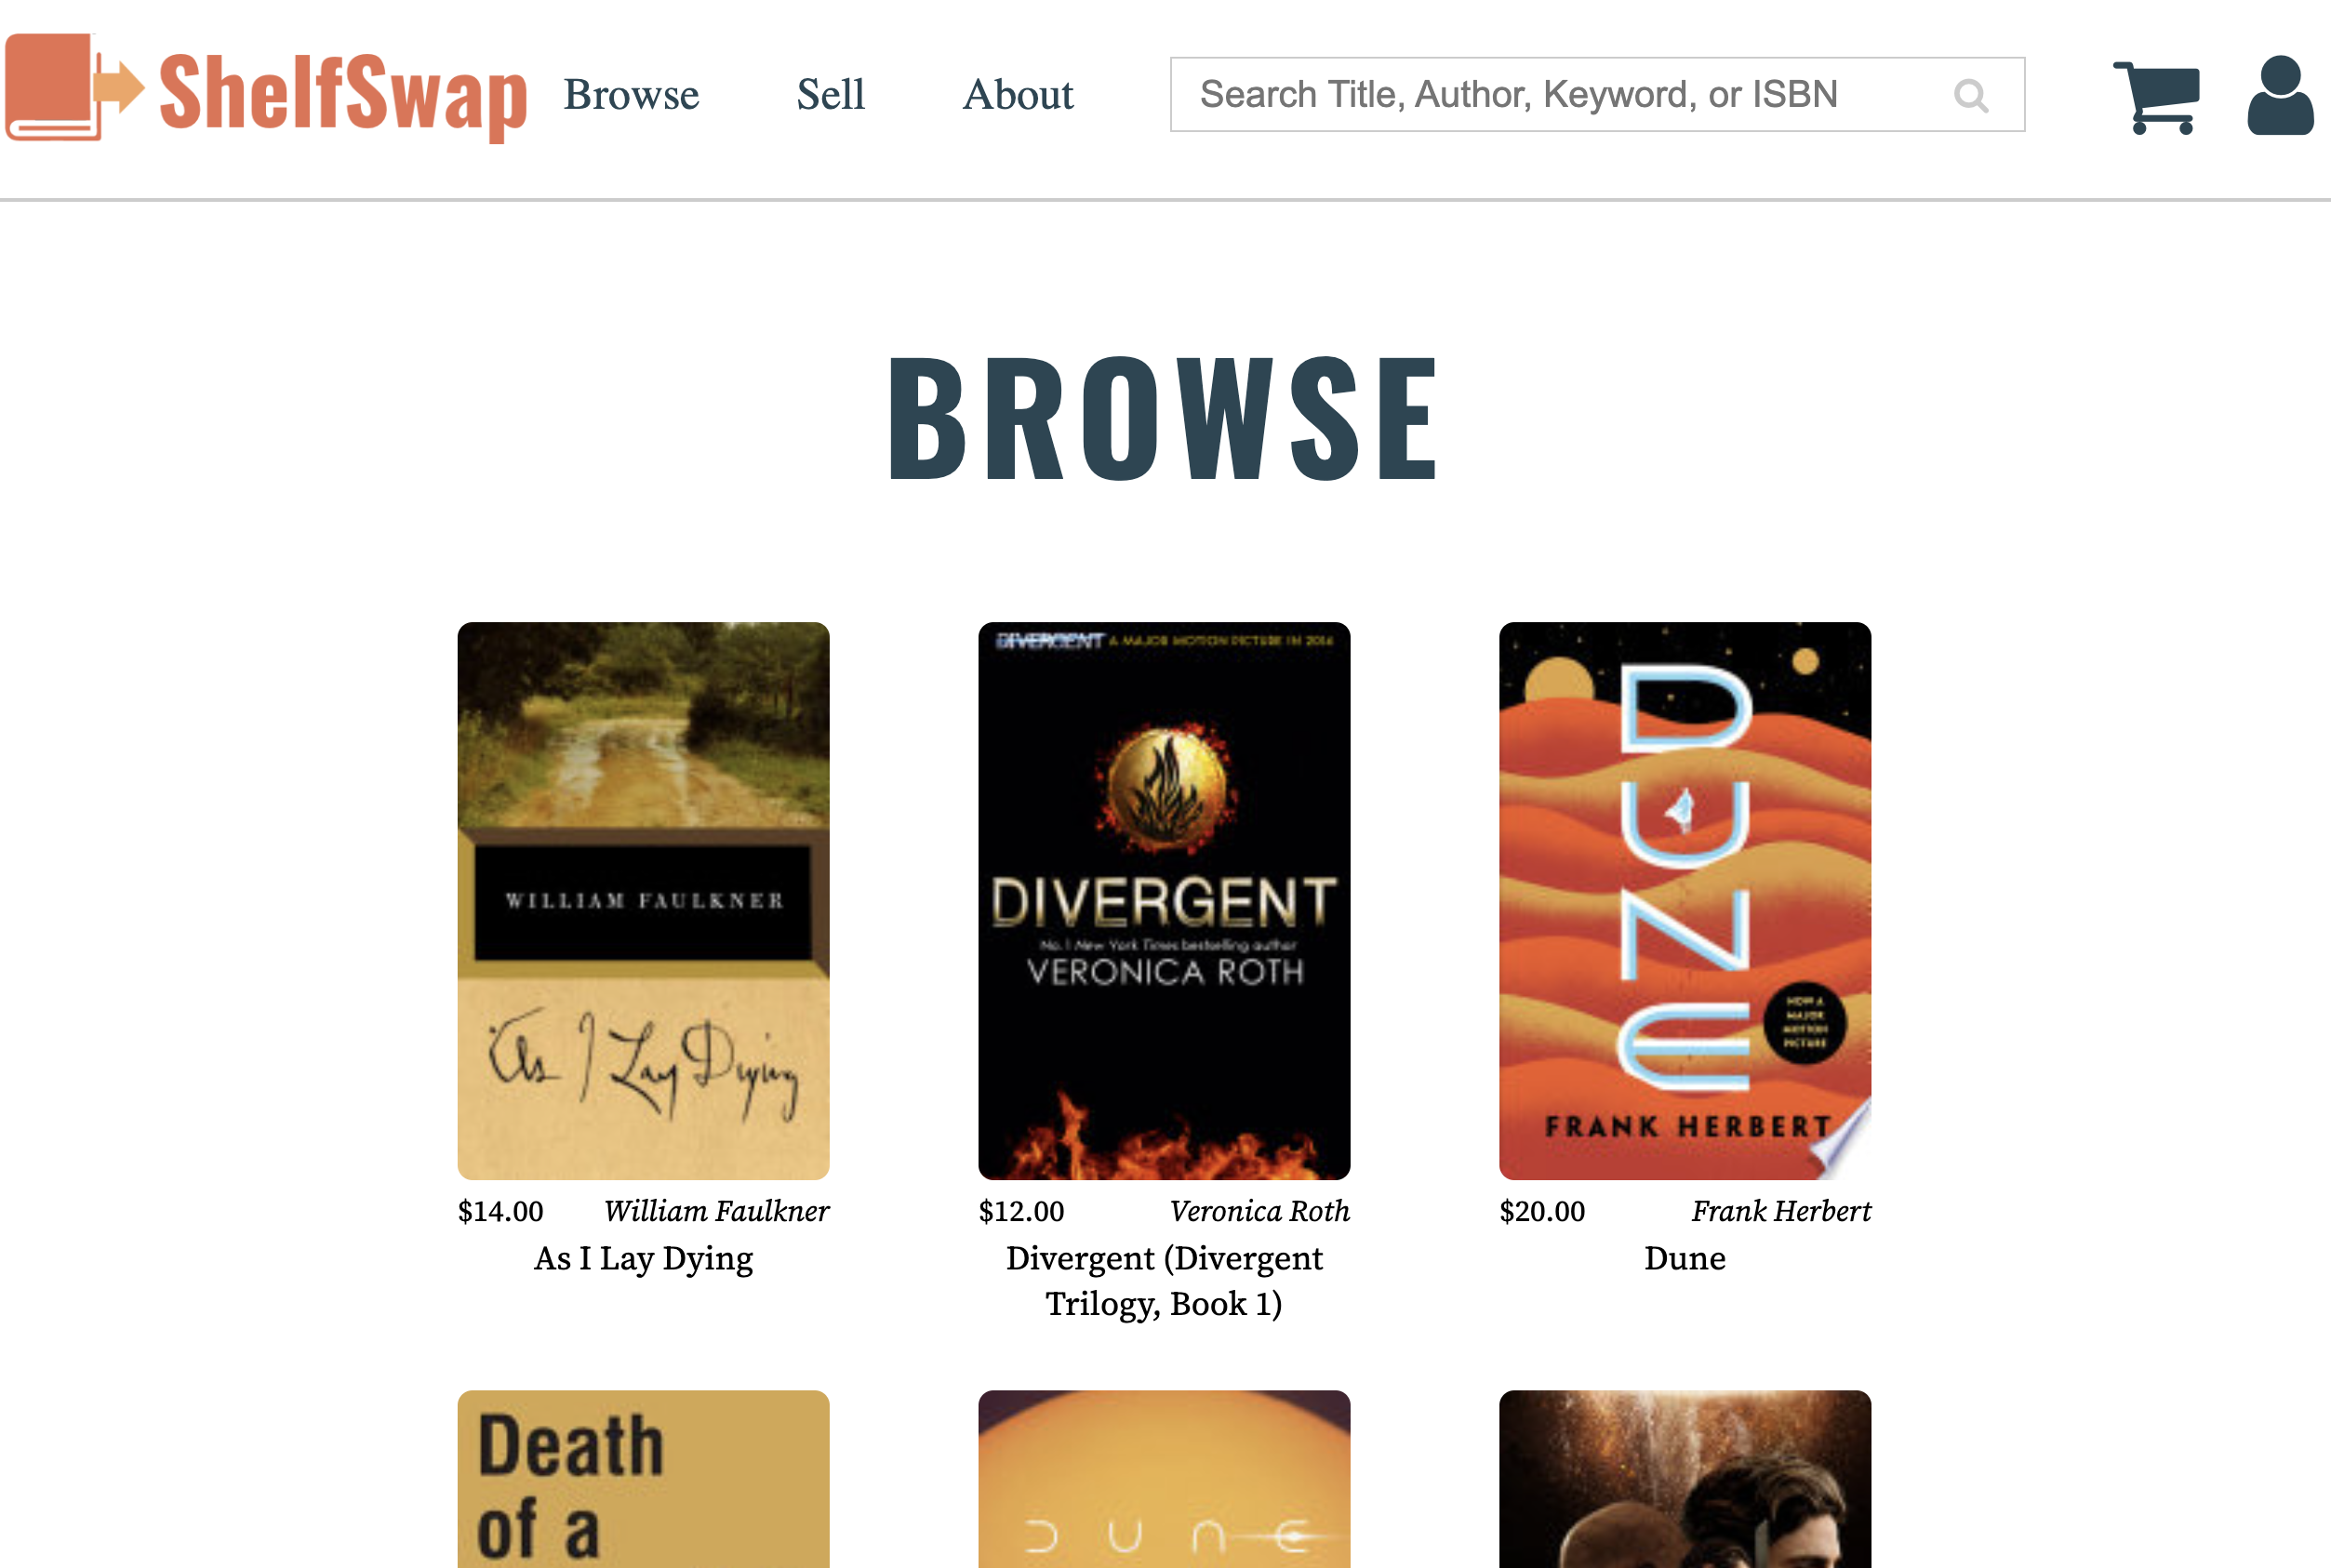 ShelfSwap
Browse
Sell
About
Search Title, Author, Keyword, or ISBN
BROWSE
WILLIAM FAULKNER
As I Lay Dying
DIVERGENT A MAJOR MOTION PICTURE IN 2014
DIVERGENT
No. 1 New York Times bestselling author
VERONICA ROTH
DUNE
NOW A
MAJOR
MOTION
PICTURE
FRANK HERBERT
$14.00 William Faulkner
As I Lay Dying
$12.00 Veronica Roth
Divergent (Divergent
Trilogy, Book 1)
$20.00 Frank Herbert
Dune
Death
of a
DUNE